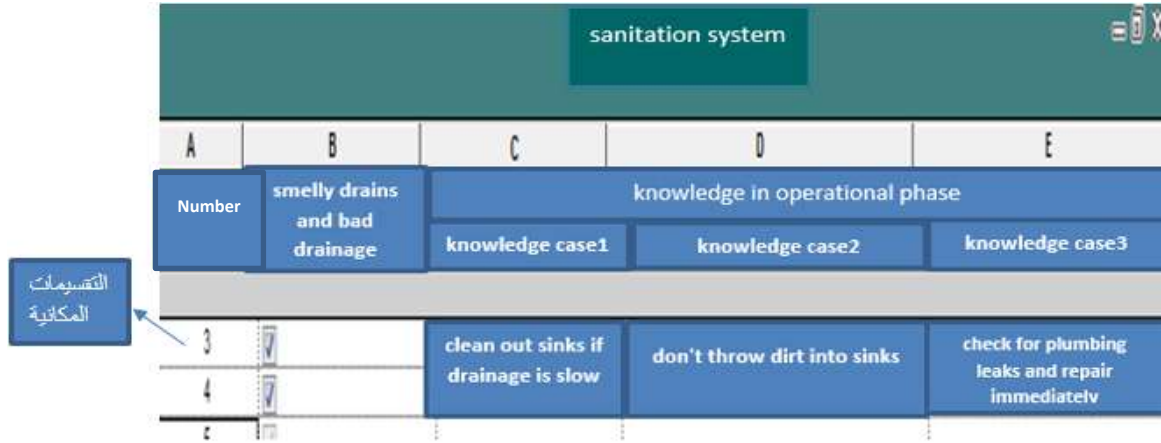 sanitation system
A B C D E
Number
smelly drains
and bad
drainage
knowledge in operational phase
knowledge case1 knowledge case2 knowledge case3
التقسيمات
المكانية
3
clean out sinks if
drainage is slow
don't throw dirt into sinks
check for plumbing
leaks and repair
immediately
4